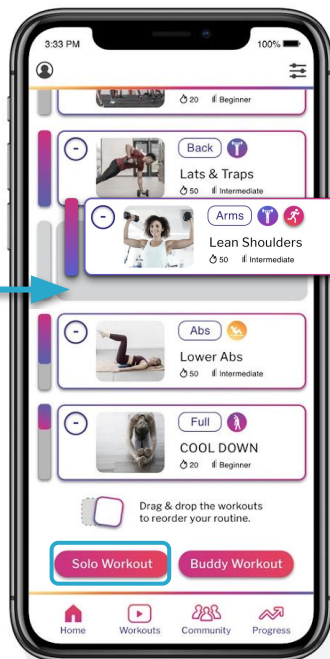 3:33 PM
100%
20 Beginner
Back
Lats & Traps
50 Intermediate
Arms
Lean Shoulders
50 Intermediate
Abs
Lower Abs
50 Intermediate
Full
COOL DOWN
20 Beginner
Drag & drop the workouts
to reorder your routine.
Solo Workout Buddy Workout
Home Workouts Community Progress